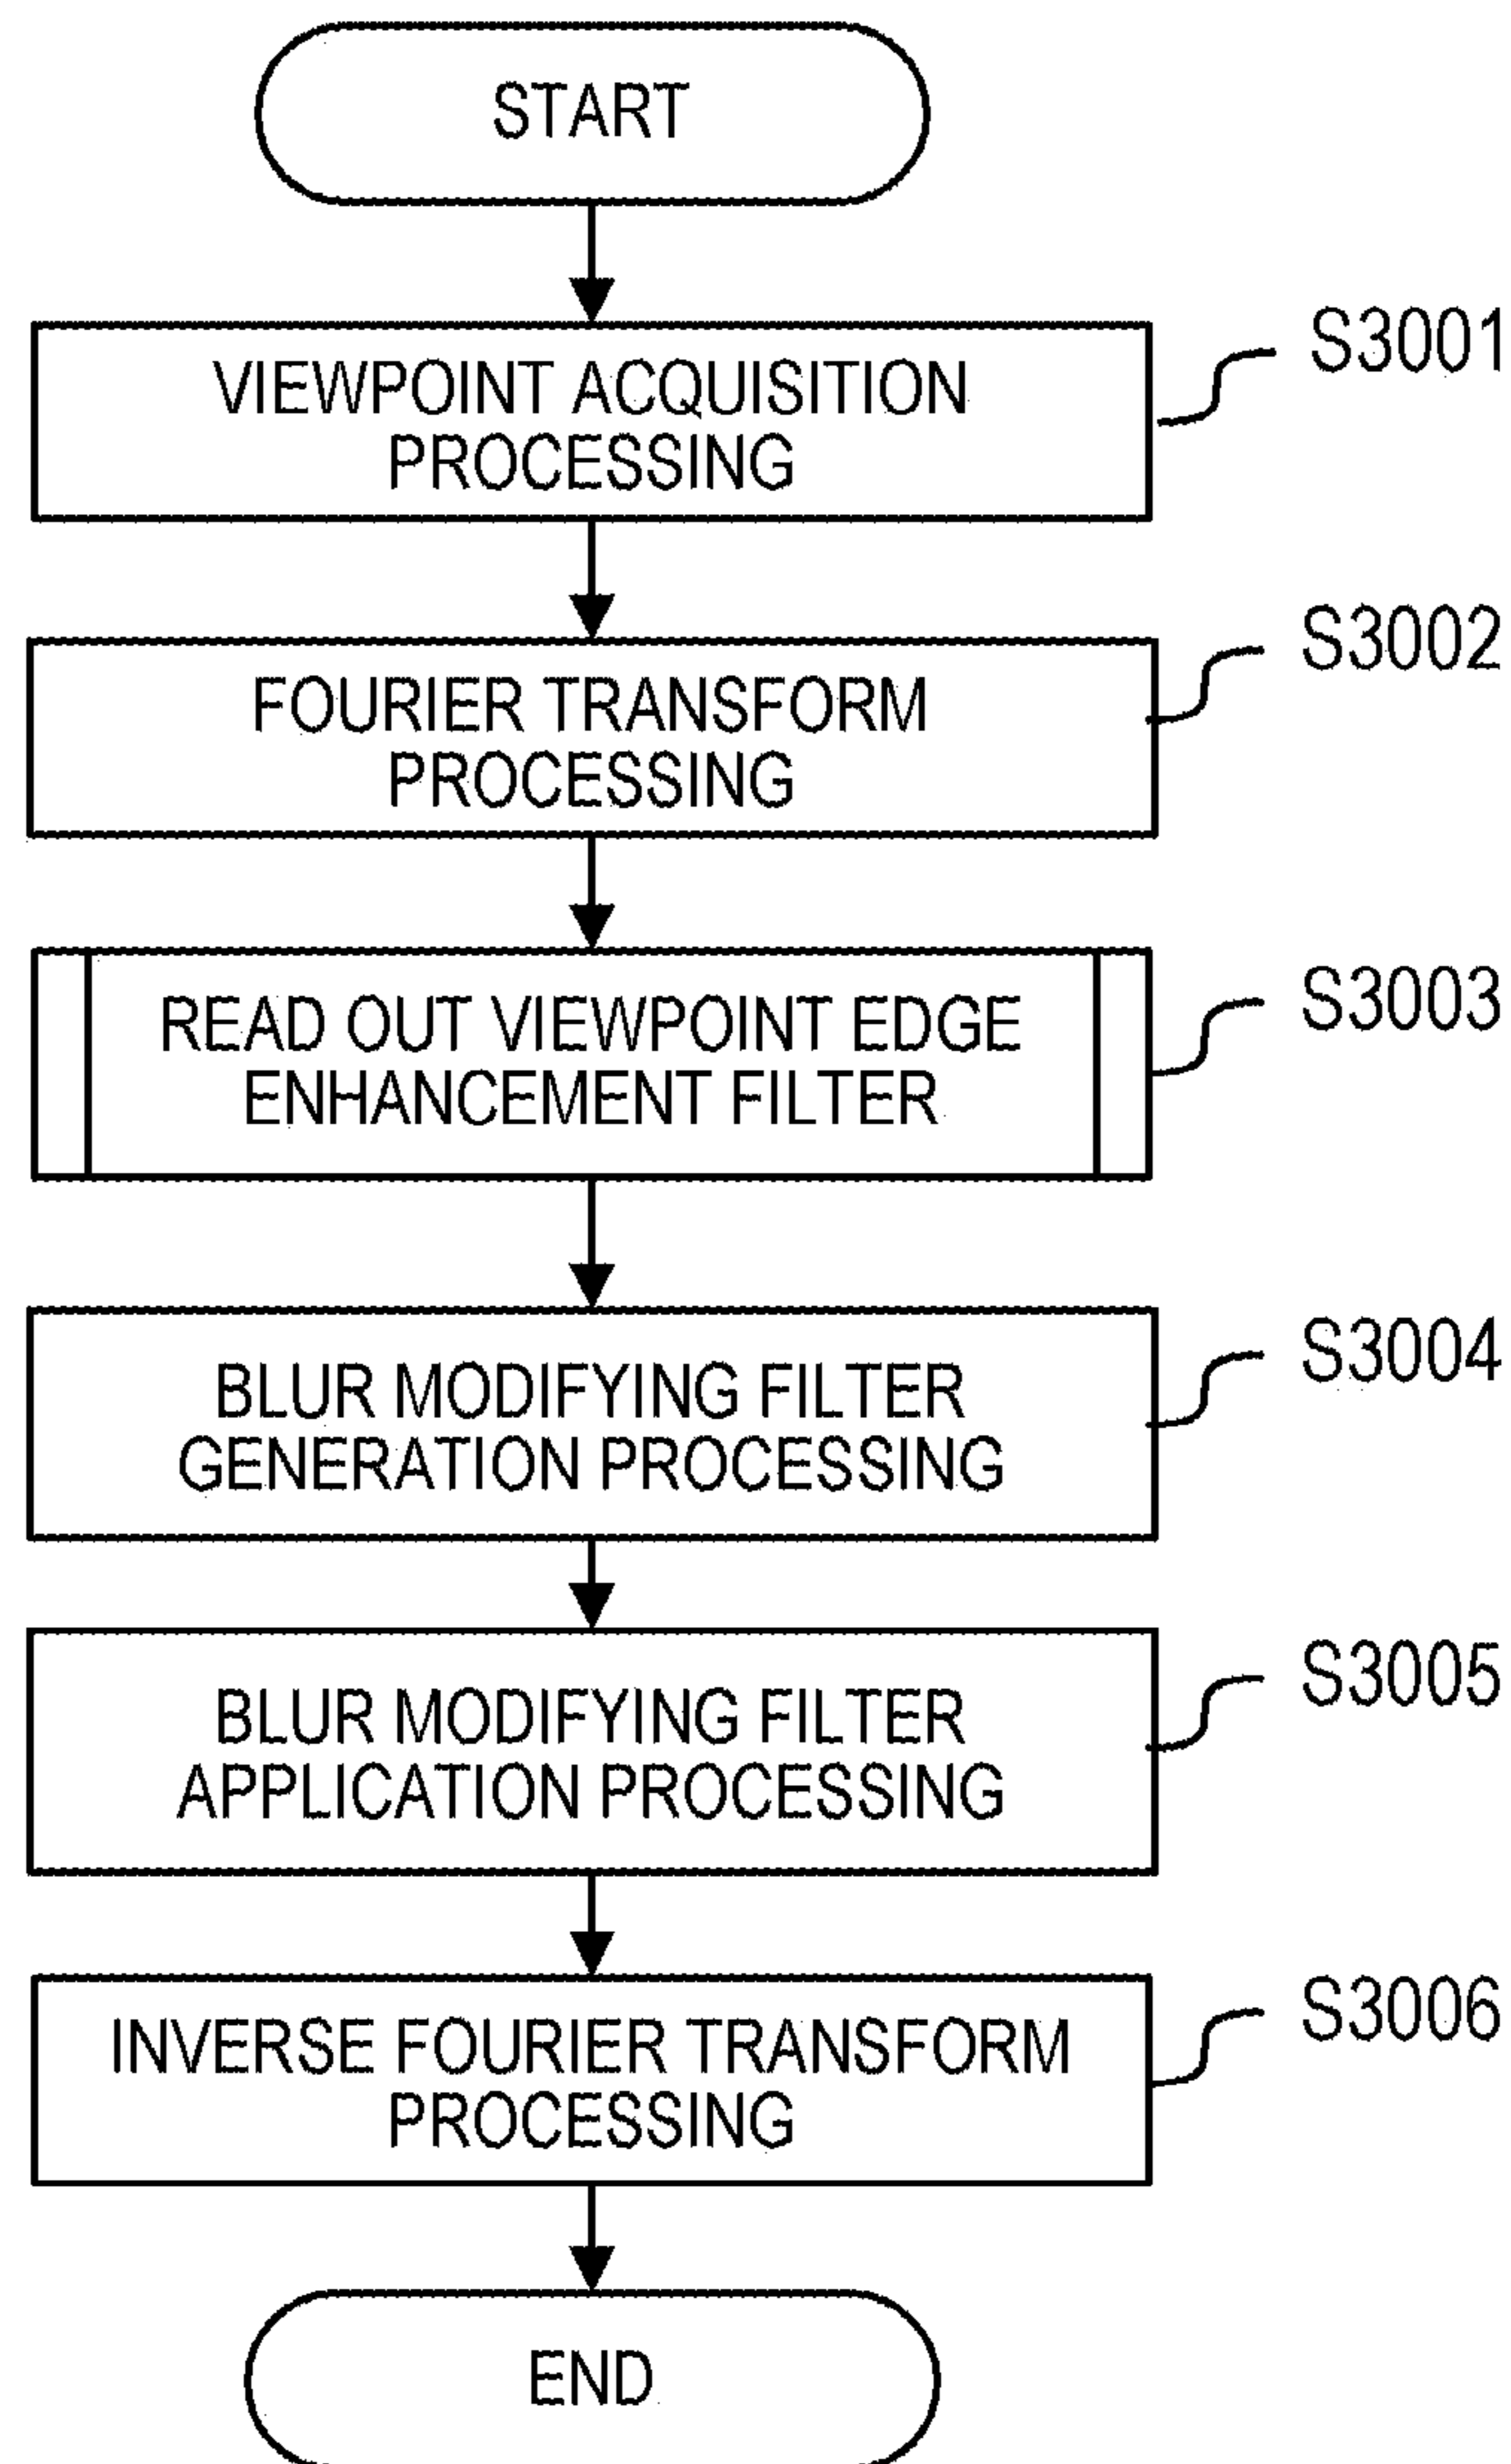 START
VIEWPOINT ACQUISITION
PROCESSING
S3001
FOURIER TRANSFORM
PROCESSING
S3002
READ OUT VIEWPOINT EDGE
ENHANCEMENT FILTER
S3003
BLUR MODIFYING FILTER
GENERATION PROCESSING
S3004
BLUR MODIFYING FILTER
APPLICATION PROCESSING
S3005
INVERSE FOURIER TRANSFORM
PROCESSING
S3006
END